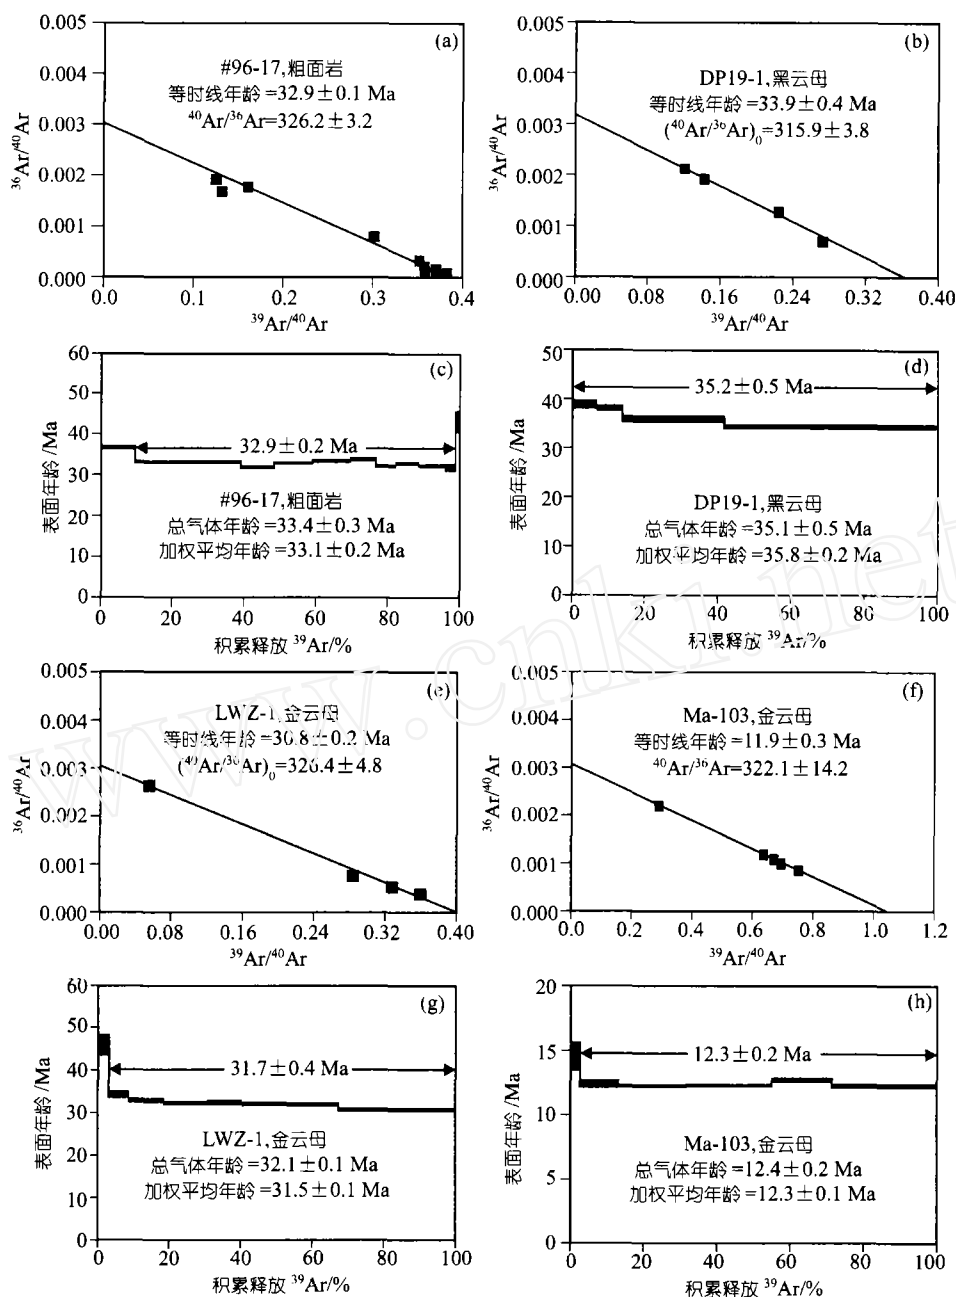 (a)
#96-17,粗面岩
等时线年龄 =32.9±0.1 Ma
⁴⁰Ar/³⁶Ar=326.2±3.2
³⁶Ar/⁴⁰Ar
0.005
0.004
0.003
0.002
0.001
0.000
0.0 0.1 0.2 0.3 0.4
³⁹Ar/⁴⁰Ar
(b)
DP19-1,黑云母
等时线年龄 =33.9±0.4 Ma
(⁴⁰Ar/³⁶Ar)₀=315.9±3.8
³⁶Ar/⁴⁰Ar
0.005
0.004
0.003
0.002
0.001
0.000
0.00 0.08 0.16 0.24 0.32 0.40
³⁹Ar/⁴⁰Ar
(c)
32.9±0.2 Ma
#96-17,粗面岩
总气体年龄 =33.4±0.3 Ma
加权平均年龄 =33.1±0.2 Ma
表面年龄 /Ma
60
50
40
30
20
10
0
0 20 40 60 80 100
积累释放 ³⁹Ar/%
(d)
35.2±0.5 Ma
DP19-1,黑云母
总气体年龄 =35.1±0.5 Ma
加权平均年龄 =35.8±0.2 Ma
表面年龄 /Ma
50
40
30
20
10
0
0 20 40 60 80 100
积累释放 ³⁹Ar/%
(e)
LWZ-1,金云母
等时线年龄 =30.8±0.2 Ma
(⁴⁰Ar/³⁶Ar)₀=326.4±4.8
³⁶Ar/⁴⁰Ar
0.005
0.004
0.003
0.002
0.001
0.000
0.00 0.08 0.16 0.24 0.32 0.40
³⁹Ar/⁴⁰Ar
(f)
Ma-103,金云母
等时线年龄 =11.9±0.3 Ma
⁴⁰Ar/³⁶Ar=322.1±14.2
³⁶Ar/⁴⁰Ar
0.005
0.004
0.003
0.002
0.001
0.000
0.0 0.2 0.4 0.6 0.8 1.0 1.2
³⁹Ar/⁴⁰Ar
(g)
31.7±0.4 Ma
LWZ-1,金云母
总气体年龄 =32.1±0.1 Ma
加权平均年龄 =31.5±0.1 Ma
表面年龄 /Ma
60
50
40
30
20
10
0
0 20 40 60 80 100
积累释放 ³⁹Ar/%
(h)
12.3±0.2 Ma
Ma-103,金云母
总气体年龄 =12.4±0.2 Ma
加权平均年龄 =12.3±0.1 Ma
表面年龄 /Ma
20
15
10
5
0
0 20 40 60 80 100
积累释放 ³⁹Ar/%
www.cnki.net